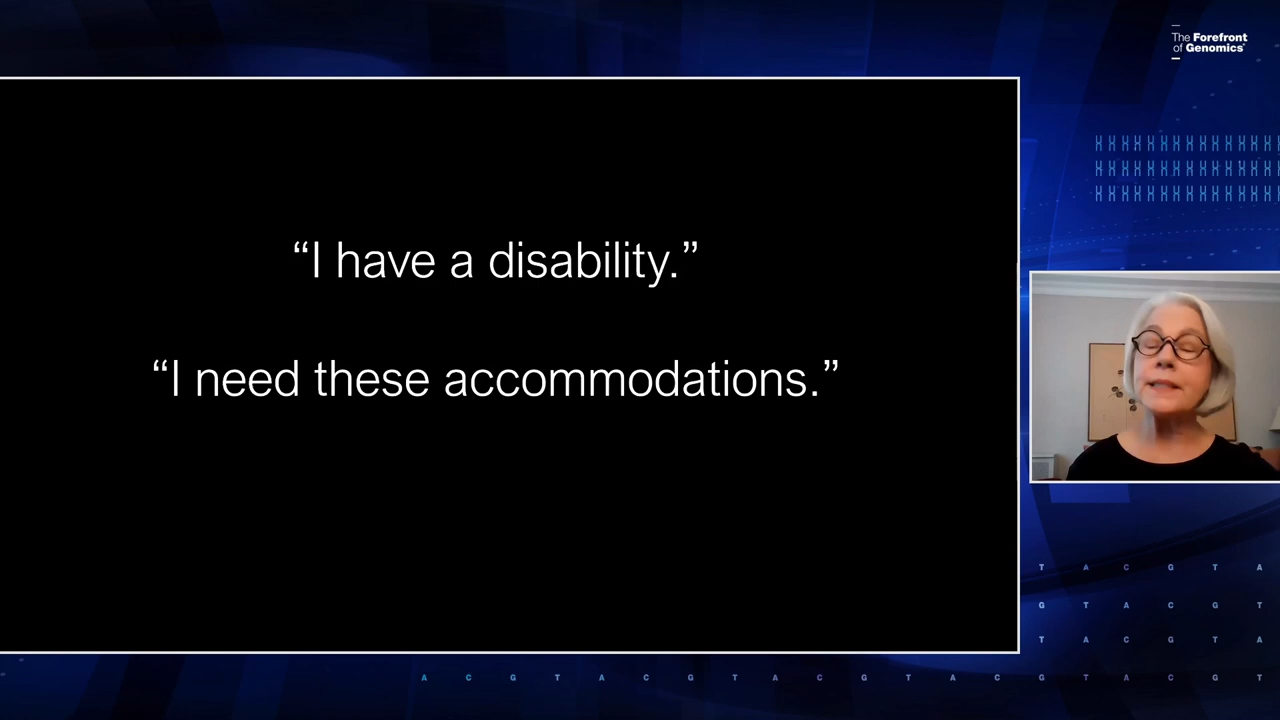 The Forefront
of Genomics®
“I have a disability.”
“I need these accommodations.”
T A C G T A
G T A C G T
T A C G T A
A C G T A C G T A C G T A C G T A C G T